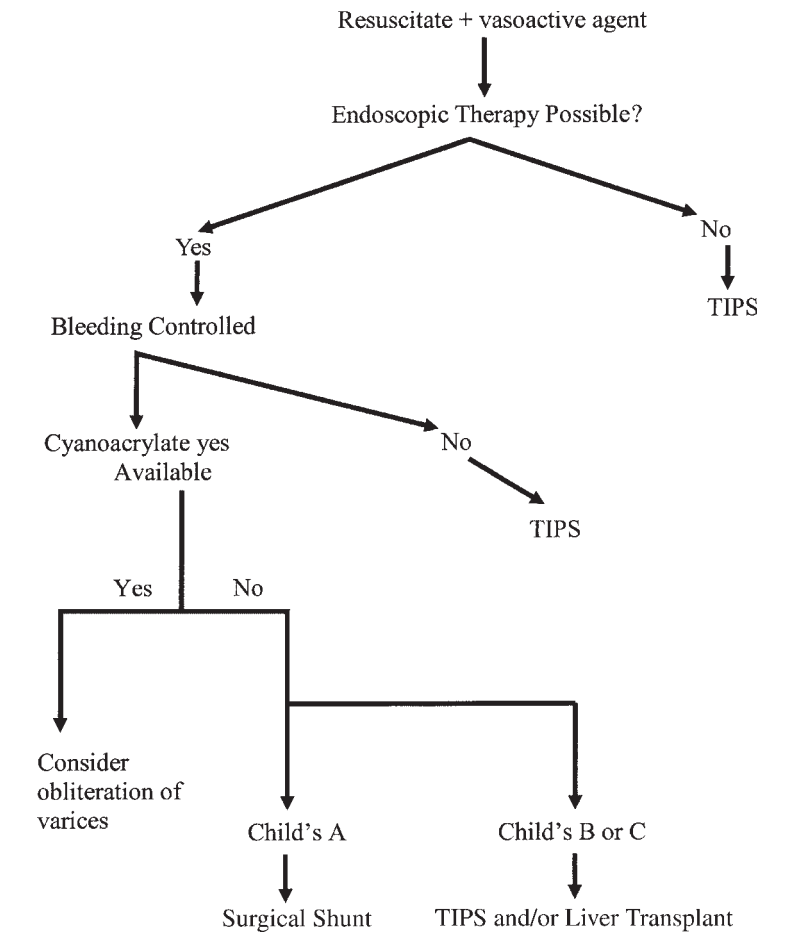 Resuscitate + vasoactive agent
Endoscopic Therapy Possible?
Yes
No
TIPS
Bleeding Controlled
Cyanoacrylate yes
Available
No
TIPS
Yes
No
Consider
obliteration of
varices
Child's A
Child's B or C
Surgical Shunt
TIPS and/or Liver Transplant